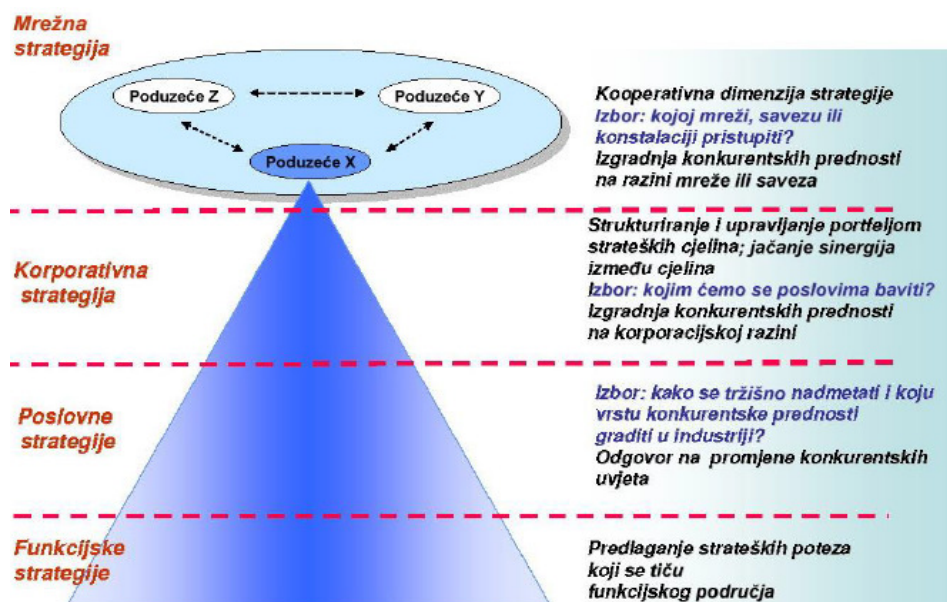 Mrežna
strategija
Poduzeće Z
Poduzeće Y
Poduzeće X
Kooperativna dimenzija strategije
Izbor: kojoj mreži, savezu ili
konstalaciji pristupiti?
Izgradnja konkurentskih prednosti
na razini mreže ili saveza
Korporativna
strategija
Strukturiranje i upravljanje portfeljom
strateških cjelina; jačanje sinergija
između cjelina
Izbor: kojim ćemo se poslovima baviti?
Izgradnja konkurentskih prednosti
na korporacijskoj razini
Poslovne
strategije
Izbor: kako se tržišno nadmetati i koju
vrstu konkurentske prednosti
graditi u industriji?
Odgovor na promjene konkurentskih
uvjeta
Funkcijske
strategije
Predlaganje strateških poteza
koji se tiču
funkcijskog područja